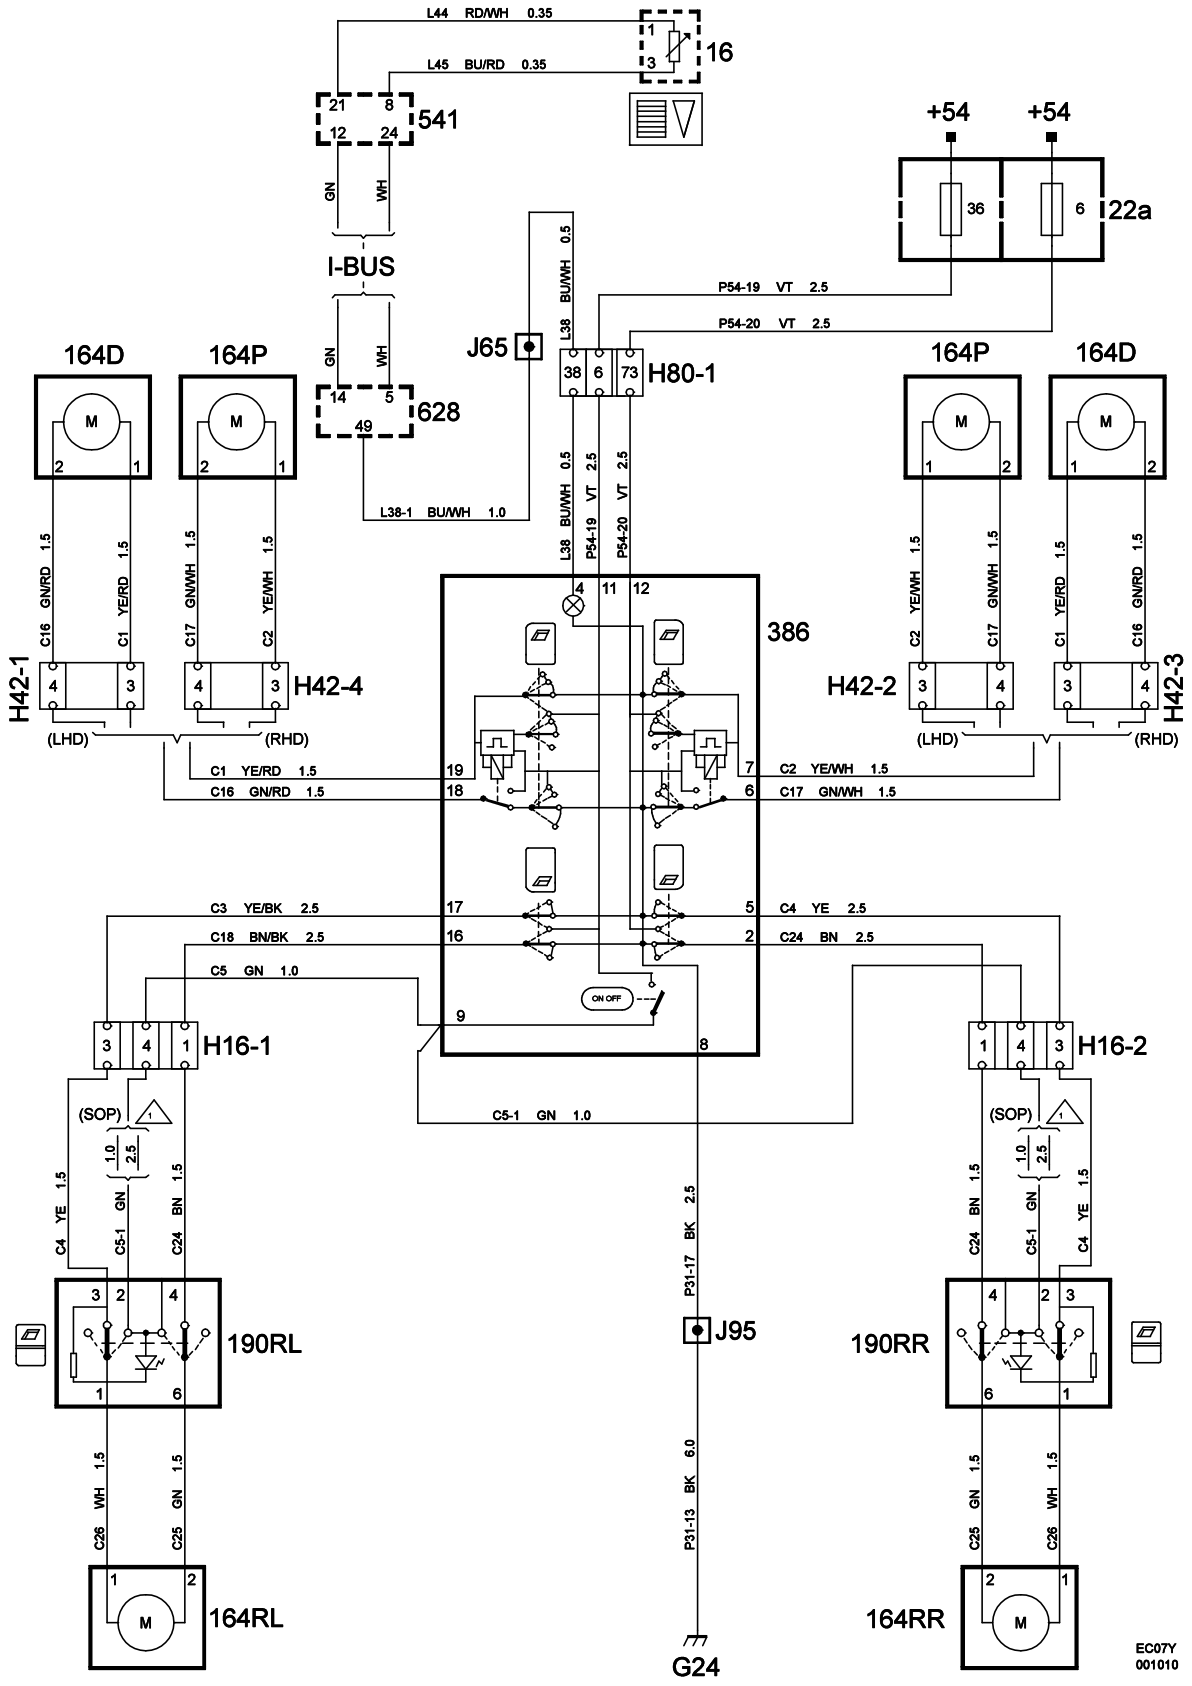 L44 RD/WH 0.35
1
3
16
L45 BU/RD 0.35
21 8
12 24
541
GN
WH
I-BUS
GN
WH
14 5
49
628
L38-1 BU/WH 1.0
J65
L38 BU/WH 0.5
+54 +54
36
6
22a
P54-19 VT 2.5
P54-20 VT 2.5
38 6 73
H80-1
164D
M
2 1
164P
M
2 1
164P
M
1 2
164D
M
1 2
C16 GN/RD 1.5
C1 YE/RD 1.5
C17 GN/WH 1.5
C2 YE/WH 1.5
L38 BU/WH 0.5
P54-19 VT 2.5
P54-20 VT 2.5
C2 YE/WH 1.5
C17 GN/WH 1.5
C1 YE/RD 1.5
C16 GN/RD 1.5
H42-1
4 3
4 3
H42-4
H42-2
3 4
3 4
H42-3
(LHD) (RHD)
(LHD) (RHD)
4 11 12
386
C1 YE/RD 1.5
19
C16 GN/RD 1.5
18
7
C2 YE/WH 1.5
6
C17 GN/WH 1.5
C3 YE/BK 2.5
17
C18 BN/BK 2.5
16
5
C4 YE 2.5
2
C24 BN 2.5
C5 GN 1.0
9
ON OFF
8
3 4 1
H16-1
1 4 3
H16-2
(SOP)
1
1.0
2.5
C5-1 GN 1.0
(SOP)
1
1.0
2.5
C4 YE 1.5
C5-1 GN
C24 BN 1.5
P31-17 BK 2.5
C24 BN 1.5
C5-1 GN
C4 YE 1.5
3 2 4
1 6
190RL
J95
190RR
4 2 3
6 1
C26 WH 1.5
C25 GN 1.5
P31-13 BK 6.0
C25 GN 1.5
C26 WH 1.5
1 2
M
164RL
G24
164RR
2 1
M
EC07Y
001010